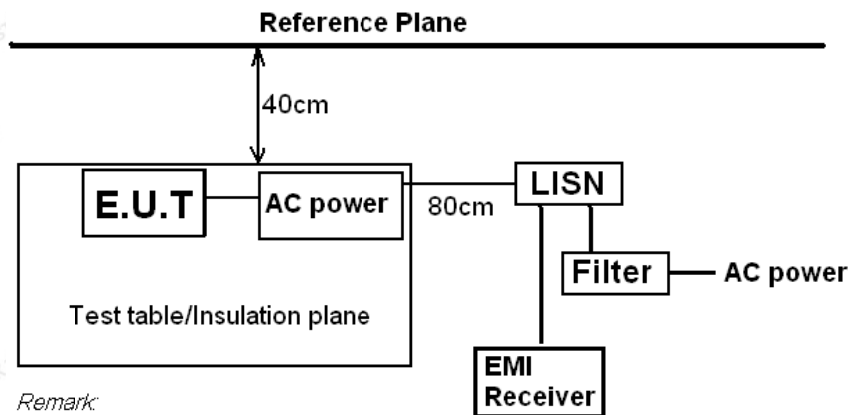 Reference Plane
40cm
E.U.T
AC power
80cm
LISN
Filter
AC power
Test table/Insulation plane
EMI
Receiver
Remark: